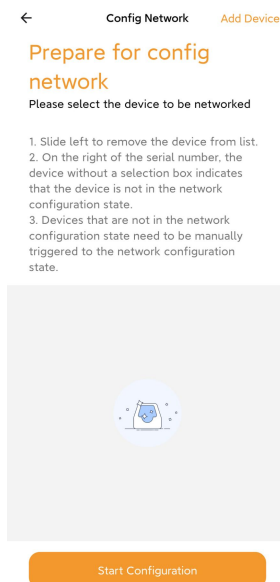 Config Network
Add Device
Prepare for config
network
Please select the device to be networked
1. Slide left to remove the device from list.
2. On the right of the serial number, the
device without a selection box indicates
that the device is not in the network
configuration state.
3. Devices that are not in the network
configuration state need to be manually
triggered to the network configuration
state.
Start Configuration